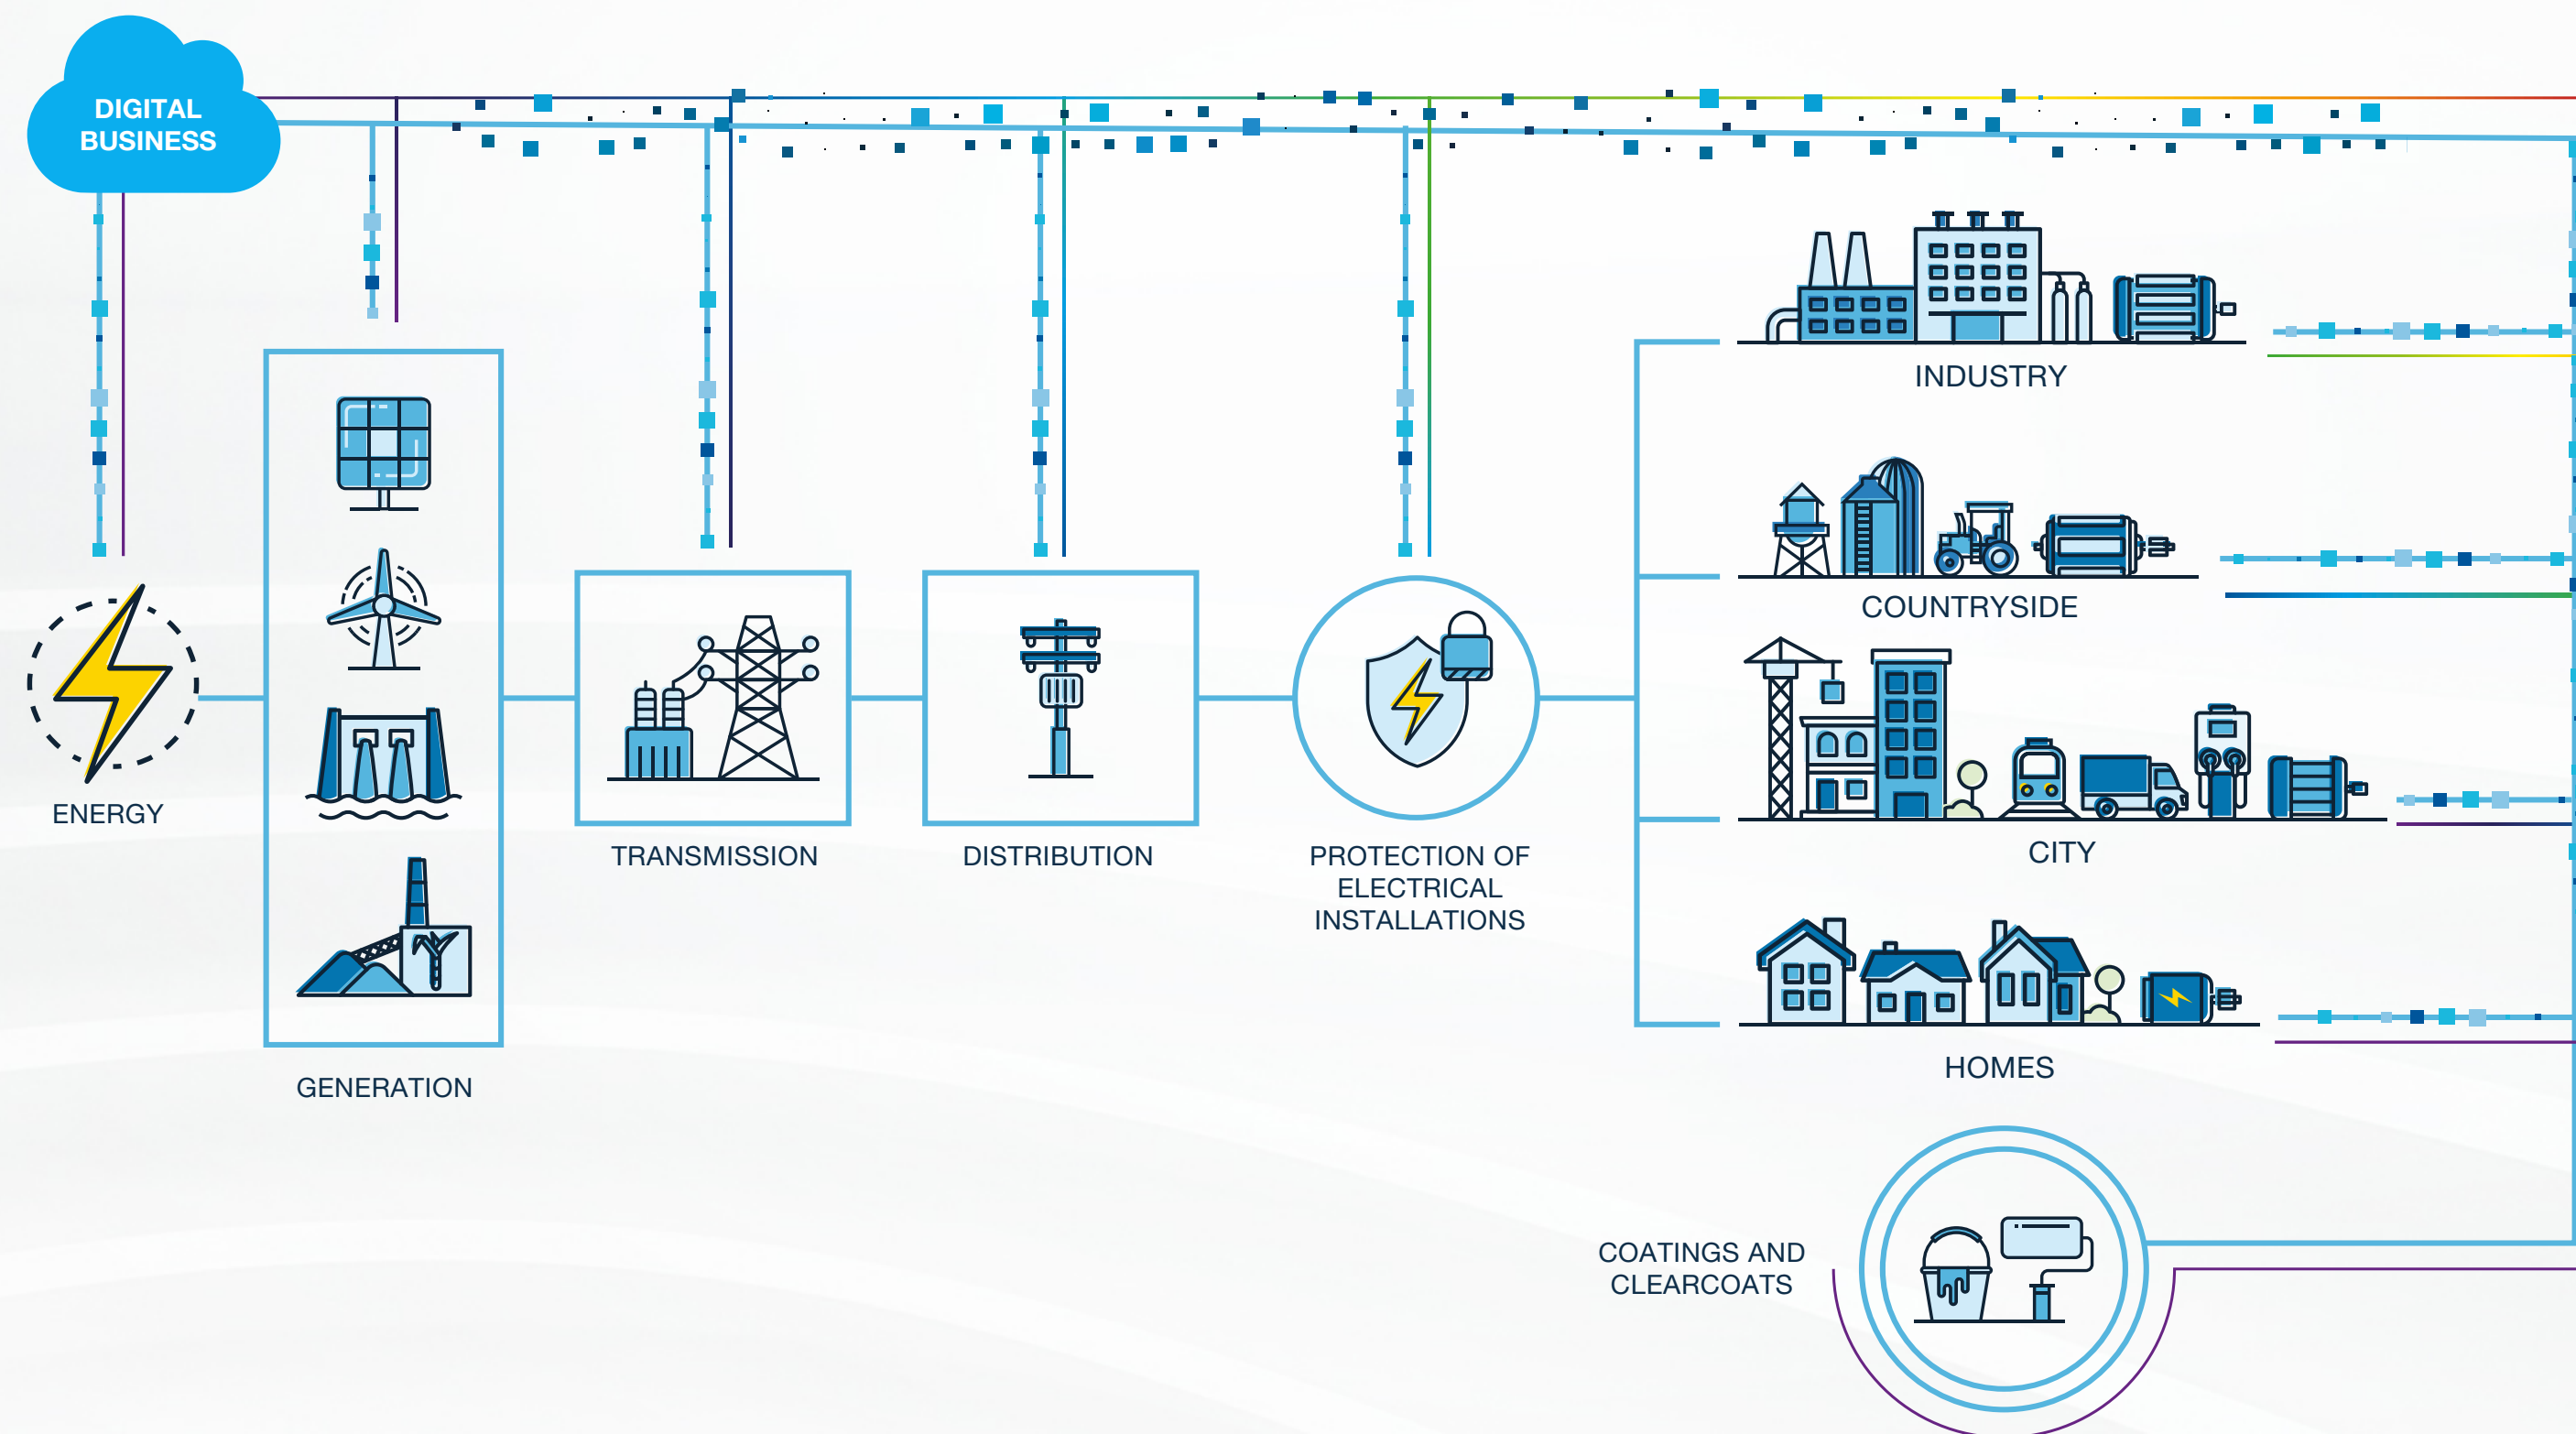 DIGITAL
BUSINESS
INDUSTRY
COUNTRYSIDE
ENERGY
TRANSMISSION
DISTRIBUTION
PROTECTION OF
ELECTRICAL
INSTALLATIONS
CITY
GENERATION
HOMES
COATINGS AND
CLEARCOATS